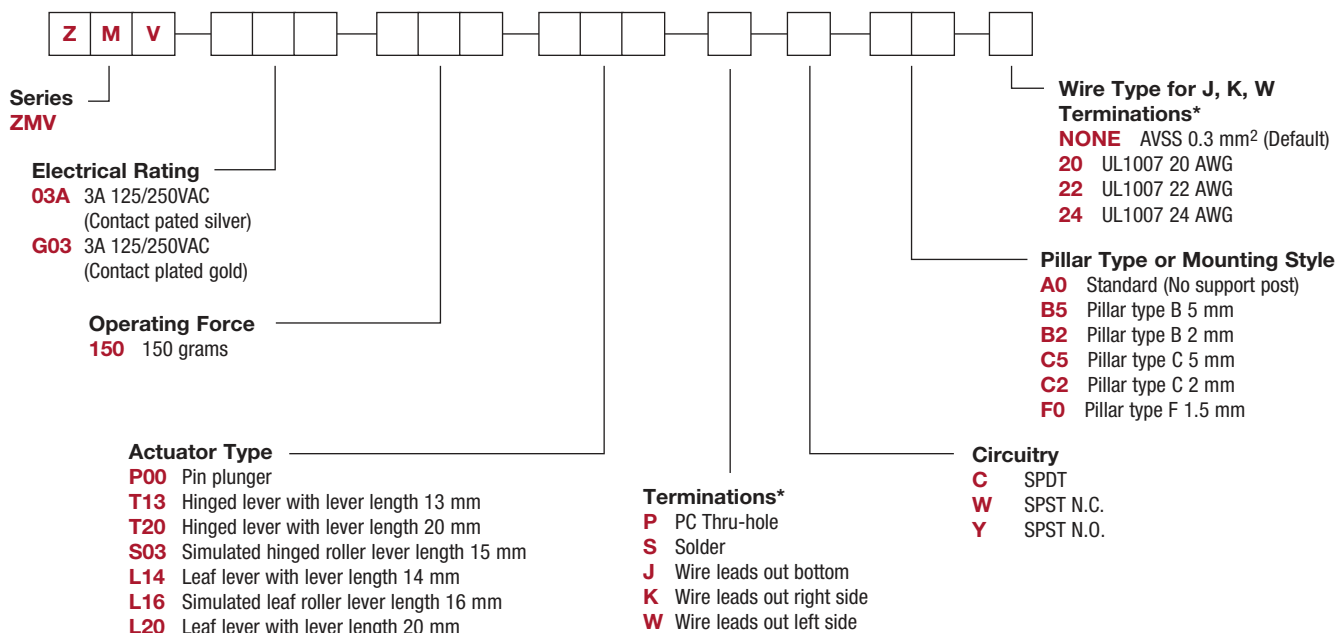 Z M V
Series
ZMV
Electrical Rating
03A 3A 125/250VAC
(Contact pated silver)
G03 3A 125/250VAC
(Contact plated gold)
Operating Force
150 150 grams
Actuator Type
P00 Pin plunger
T13 Hinged lever with lever length 13 mm
T20 Hinged lever with lever length 20 mm
S03 Simulated hinged roller lever length 15 mm
L14 Leaf lever with lever length 14 mm
L16 Simulated leaf roller lever length 16 mm
L20 Leaf lever with lever length 20 mm
Terminations*
P PC Thru-hole
S Solder
J Wire leads out bottom
K Wire leads out right side
W Wire leads out left side
Circuitry
C SPDT
W SPST N.C.
Y SPST N.O.
Pillar Type or Mounting Style
A0 Standard (No support post)
B5 Pillar type B 5 mm
B2 Pillar type B 2 mm
C5 Pillar type C 5 mm
C2 Pillar type C 2 mm
F0 Pillar type F 1.5 mm
Wire Type for J, K, W
Terminations*
NONE AVSS 0.3 mm² (Default)
20 UL1007 20 AWG
22 UL1007 22 AWG
24 UL1007 24 AWG